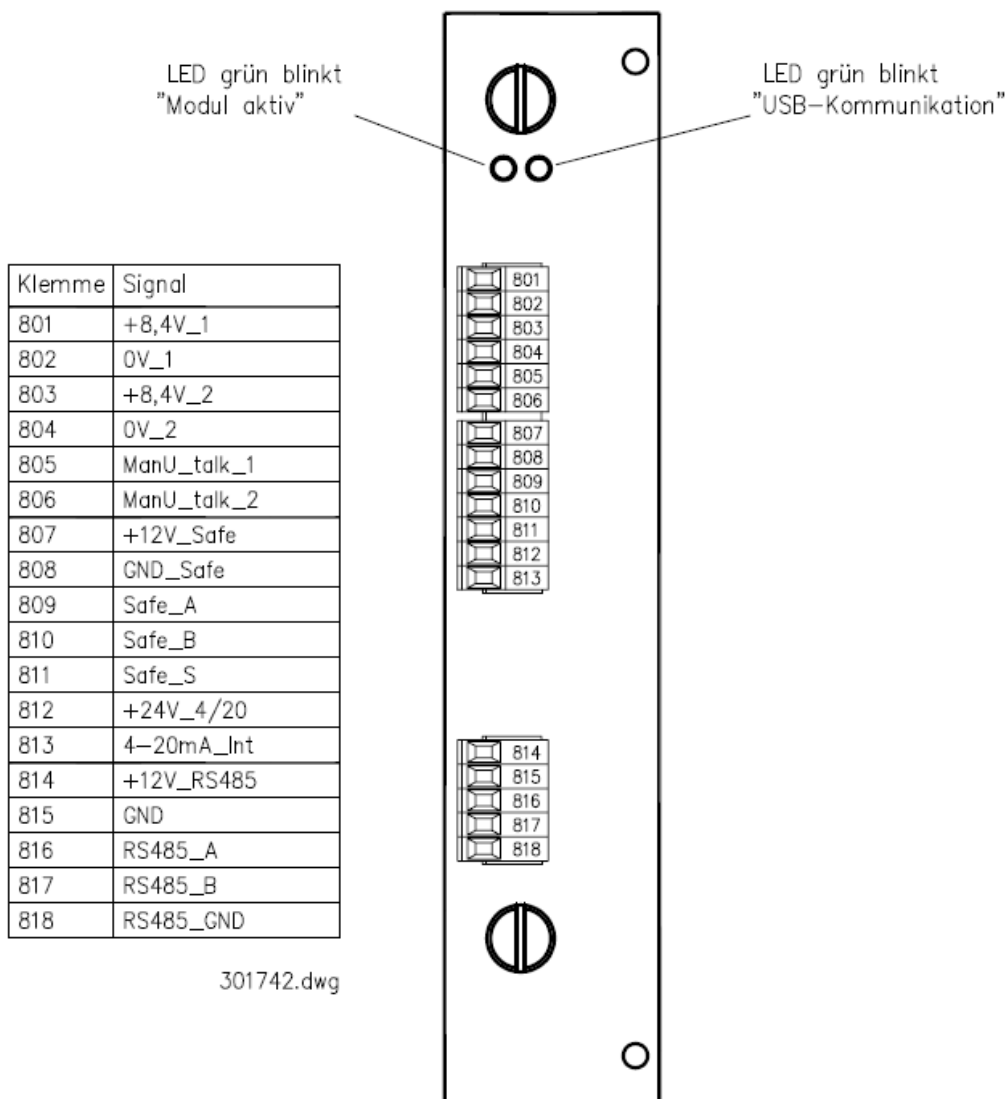 LED grün blinkt
"Modul aktiv"
LED grün blinkt
"USB-Kommunikation"
Klemme Signal
801 +8,4V_1
802 0V_1
803 +8,4V_2
804 0V_2
805 ManU_talk_1
806 ManU_talk_2
807 +12V_Safe
808 GND_Safe
809 Safe_A
810 Safe_B
811 Safe_S
812 +24V_4/20
813 4-20mA_Int
814 +12V_RS485
815 GND
816 RS485_A
817 RS485_B
818 RS485_GND
301742.dwg
801
802
803
804
805
806
807
808
809
810
811
812
813
814
815
816
817
818